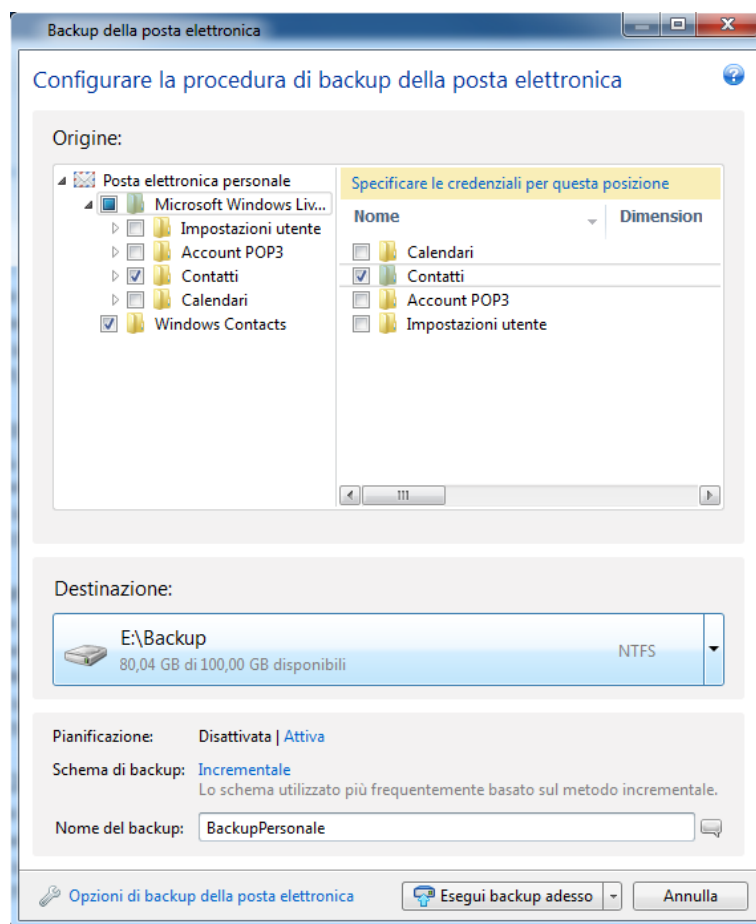 Backup della posta elettronica
Configurare la procedura di backup della posta elettronica
Origine:
Posta elettronica personale
Microsoft Windows Liv...
Impostazioni utente
Account POP3
Contatti
Calendari
Windows Contacts
Specificare le credenziali per questa posizione
Nome Dimension
Calendari
Contatti
Account POP3
Impostazioni utente
Destinazione:
E:\Backup
80,04 GB di 100,00 GB disponibili
NTFS
Pianificazione: Disattivata | Attiva
Schema di backup: Incrementale
Lo schema utilizzato più frequentemente basato sul metodo incrementale.
Nome del backup: BackupPersonale
Opzioni di backup della posta elettronica Esegui backup adesso Annulla